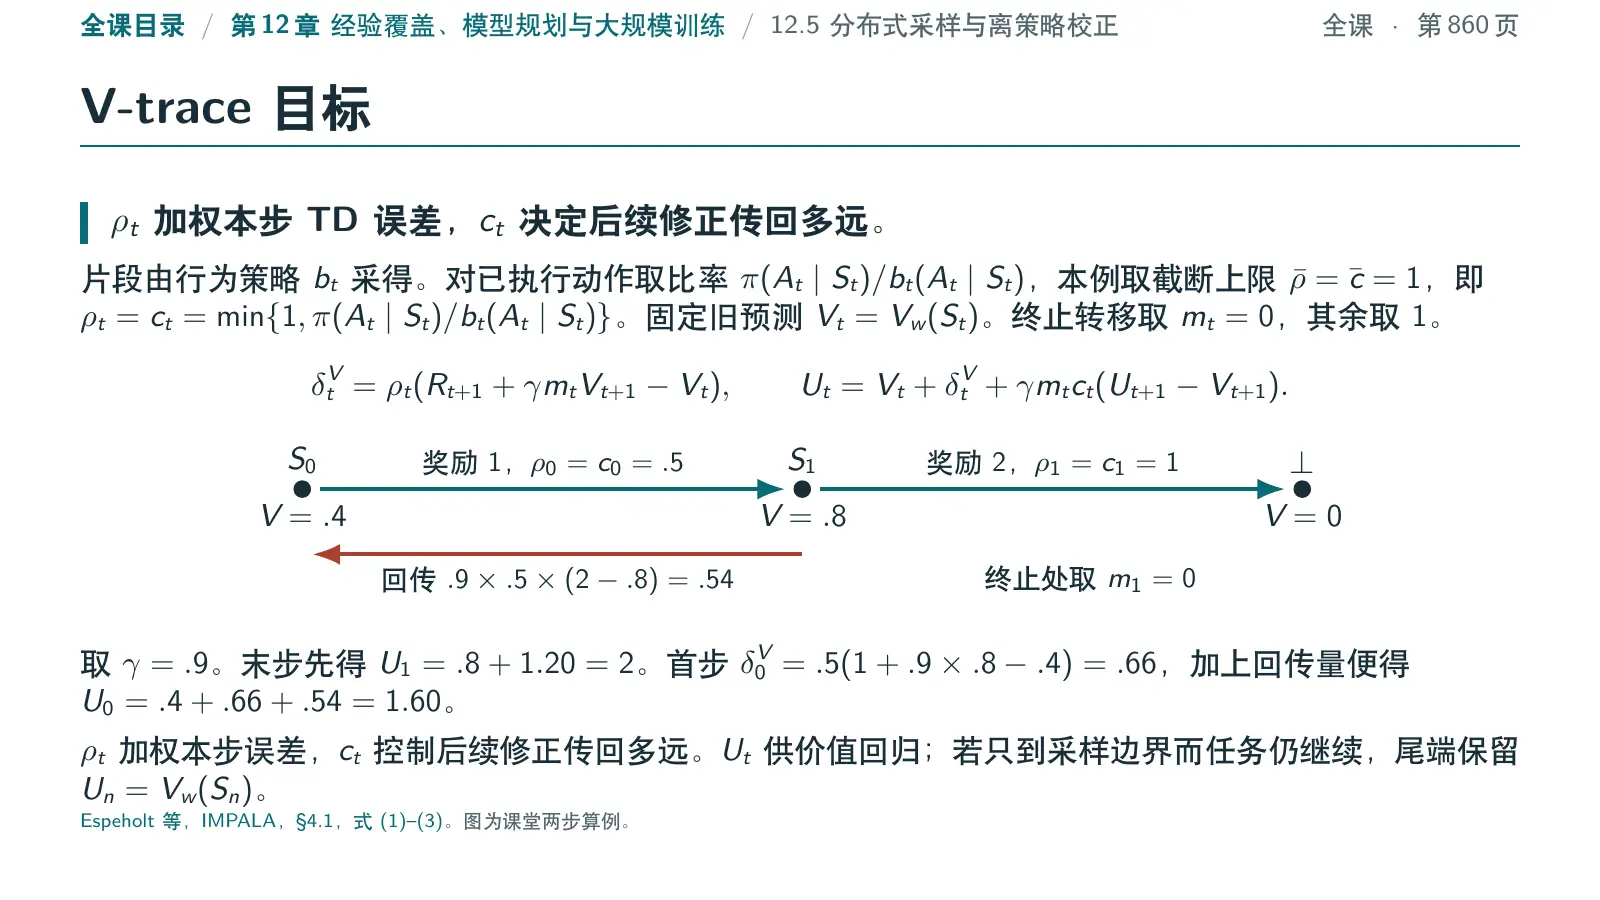 全课目录 / 第 12 章 经验覆盖、模型规划与大规模训练 / 12.5 分布式采样与离策略校正 全课 · 第 860 页
V-trace 目标
ρₜ 加权本步 TD 误差，cₜ 决定后续修正传回多远。
片段由行为策略 bₜ 采得。对已执行动作取比率 π(Aₜ | Sₜ)/bₜ(Aₜ | Sₜ)，本例取截断上限 ρ̄ = c̄ = 1，即
ρₜ = cₜ = min{1, π(Aₜ | Sₜ)/bₜ(Aₜ | Sₜ)}。固定旧预测 Vₜ = V_w(Sₜ)。终止转移取 mₜ = 0，其余取 1。
δₜ^V = ρₜ(Rₜ₊₁ + γmₜVₜ₊₁ − Vₜ), Uₜ = Vₜ + δₜ^V + γmₜcₜ(Uₜ₊₁ − Vₜ₊₁).
S₀ 奖励 1，ρ₀ = c₀ = .5 S₁ 奖励 2，ρ₁ = c₁ = 1 ⊥
V = .4 V = .8 V = 0
回传 .9 × .5 × (2 − .8) = .54 终止处取 m₁ = 0
取 γ = .9。末步先得 U₁ = .8 + 1.20 = 2。首步 δ₀^V = .5(1 + .9 × .8 − .4) = .66，加上回传量便得
U₀ = .4 + .66 + .54 = 1.60。
ρₜ 加权本步误差，cₜ 控制后续修正传回多远。Uₜ 供价值回归；若只到采样边界而任务仍继续，尾端保留
Uₙ = V_w(Sₙ)。
Espeholt 等，IMPALA，§4.1，式 (1)–(3)。图为课堂两步算例。